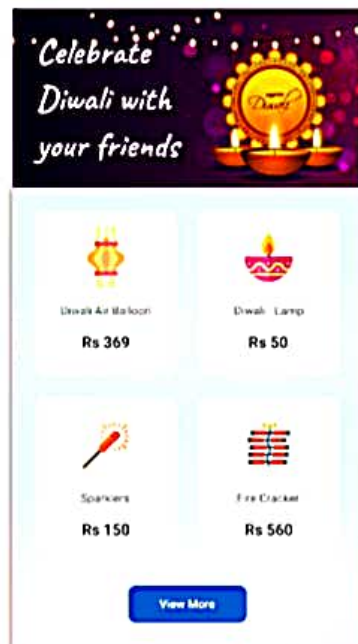 Celebrate
Diwali with
your friends
Diwali
Diwali Air Balloon
Rs 369
Diwali Lamp
Rs 50
Sparklers
Rs 150
Fire Cracker
Rs 560
View More